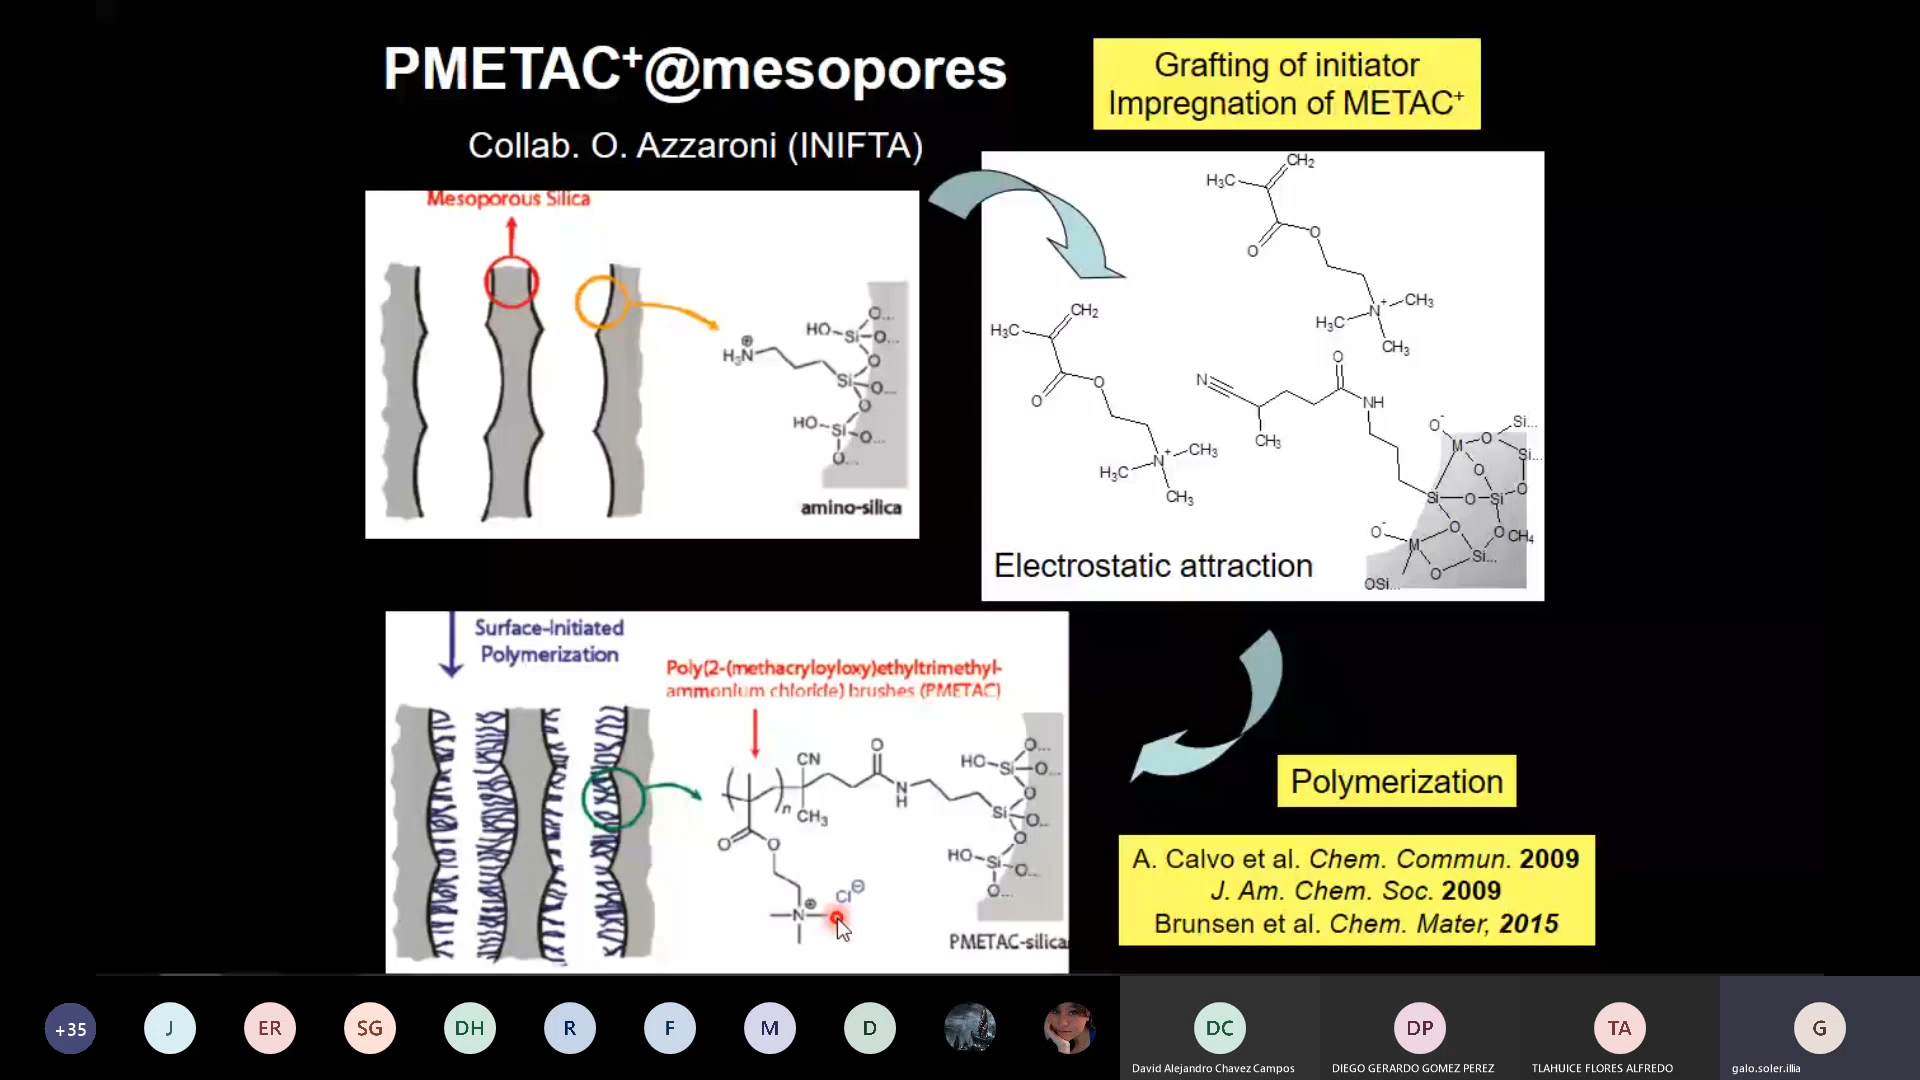 PMETAC⁺@mesopores
Collab. O. Azzaroni (INIFTA)
Grafting of initiator
Impregnation of METAC⁺
Mesoporous Silica
HO
Si
O...
O...
O
H₃N
⊕
Si
O...
O
HO
Si
O...
O...
amino-silica
CH₂
H₃C
O
O
N⁺
CH₃
H₃C
CH₃
CH₂
H₃C
O
O
N⁺
CH₃
H₃C
CH₃
O
N
NH
CH₃
O⁻
M
O
Si...
Si...
O
Si
O
Si
O
O⁻
M
O
O
CH₄
Si...
O
OSi...
Electrostatic attraction
Surface-Initiated
Polymerization
Poly(2-(methacryloyloxy)ethyltrimethyl-
ammonium chloride) brushes (PMETAC)
CN
O
n
CH₃
N
H
O
O
Cl⊖
N⊕
HO
Si
O...
O...
O
Si
O...
O
HO
Si
O...
O...
PMETAC-silica
Polymerization
A. Calvo et al. Chem. Commun. 2009
J. Am. Chem. Soc. 2009
Brunsen et al. Chem. Mater, 2015
+35
J
ER
SG
DH
R
F
M
D
DC
DP
TA
G
David Alejandro Chavez Campos
DIEGO GERARDO GOMEZ PEREZ
TLAHUICE FLORES ALFREDO
galo.soler.illia